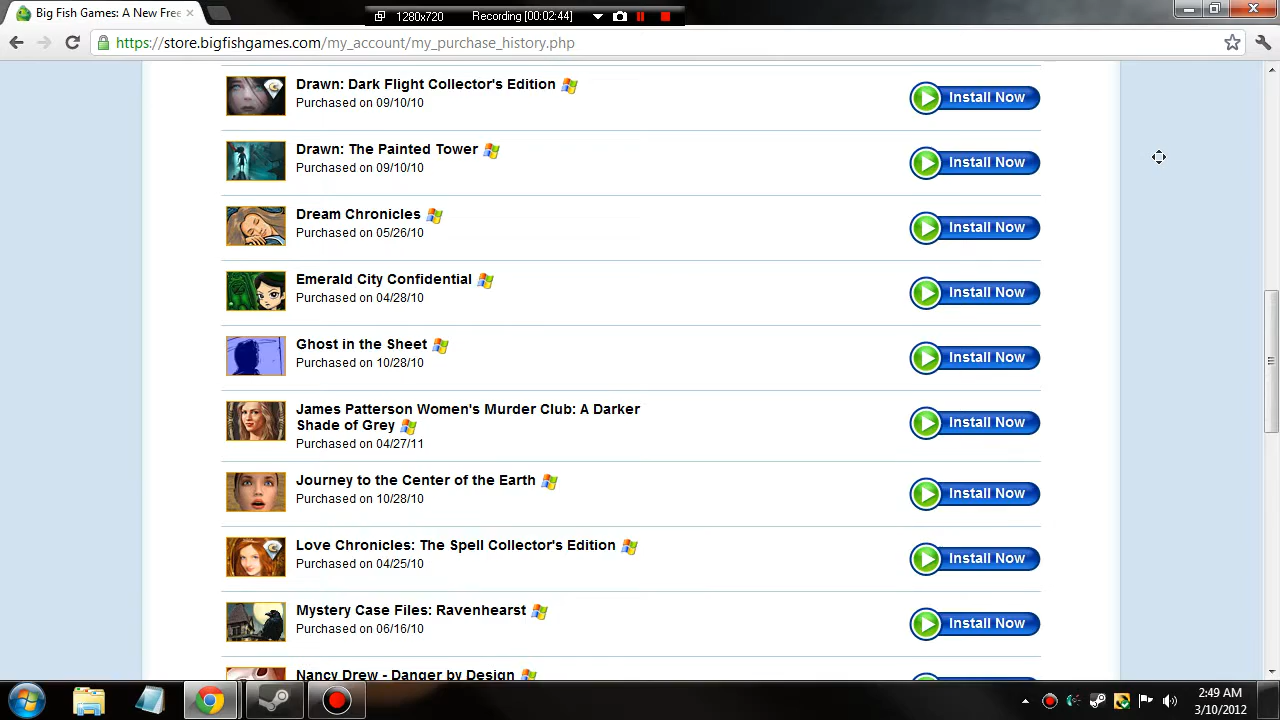 Big Fish Games: A New Free
1280x720
Recording [00:02:44]
https://store.bigfishgames.com/my_account/my_purchase_history.php
Drawn: Dark Flight Collector's Edition
Purchased on 09/10/10
Install Now
Drawn: The Painted Tower
Purchased on 09/10/10
Install Now
Dream Chronicles
Purchased on 05/26/10
Install Now
Emerald City Confidential
Purchased on 04/28/10
Install Now
Ghost in the Sheet
Purchased on 10/28/10
Install Now
James Patterson Women's Murder Club: A Darker
Shade of Grey
Purchased on 04/27/11
Install Now
Journey to the Center of the Earth
Purchased on 10/28/10
Install Now
Love Chronicles: The Spell Collector's Edition
Purchased on 04/25/10
Install Now
Mystery Case Files: Ravenhearst
Purchased on 06/16/10
Install Now
Nancy Drew - Danger by Design
2:49 AM
3/10/2012